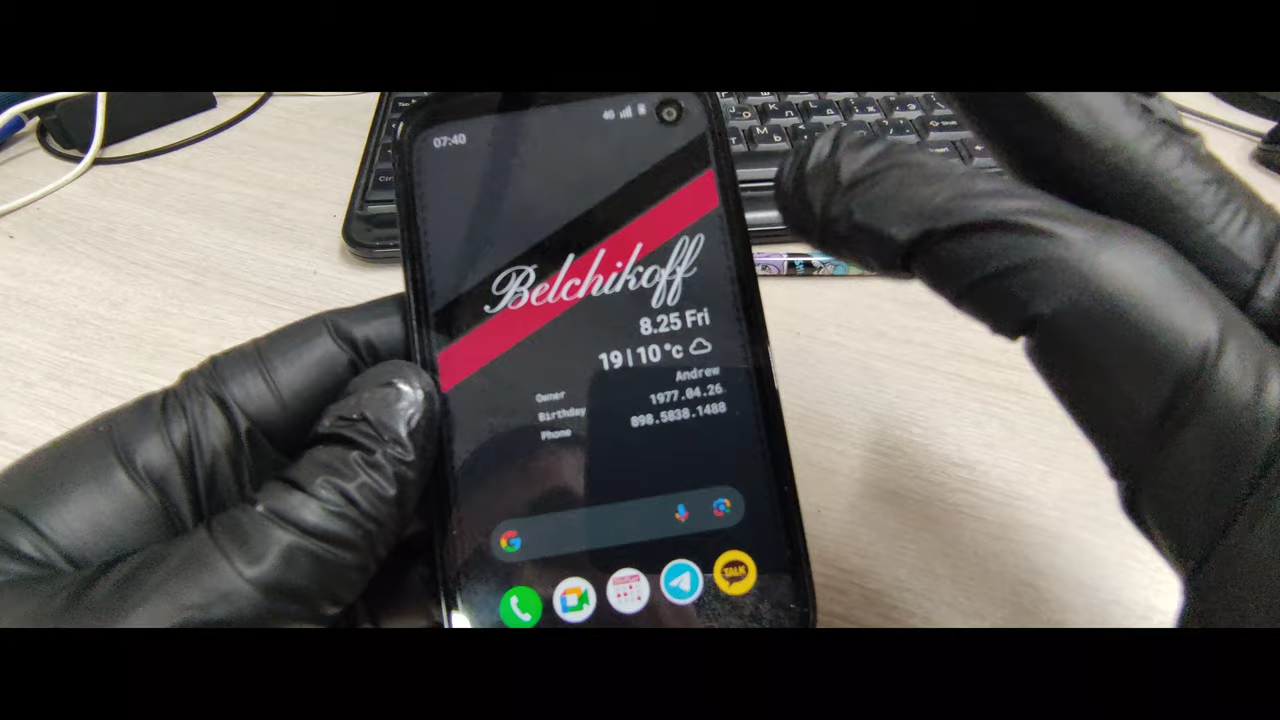 07:40
4G
Belchikoff
8.25 Fri
19|10 °c
Owner Andrew
Birthday 1977.04.26
Phone 898.5838.1488
TALK